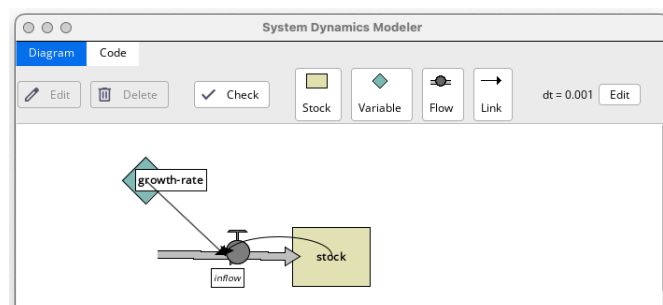 System Dynamics Modeler
Diagram Code
Edit Delete Check Stock Variable Flow Link dt = 0.001 Edit
growth-rate
stock
inflow